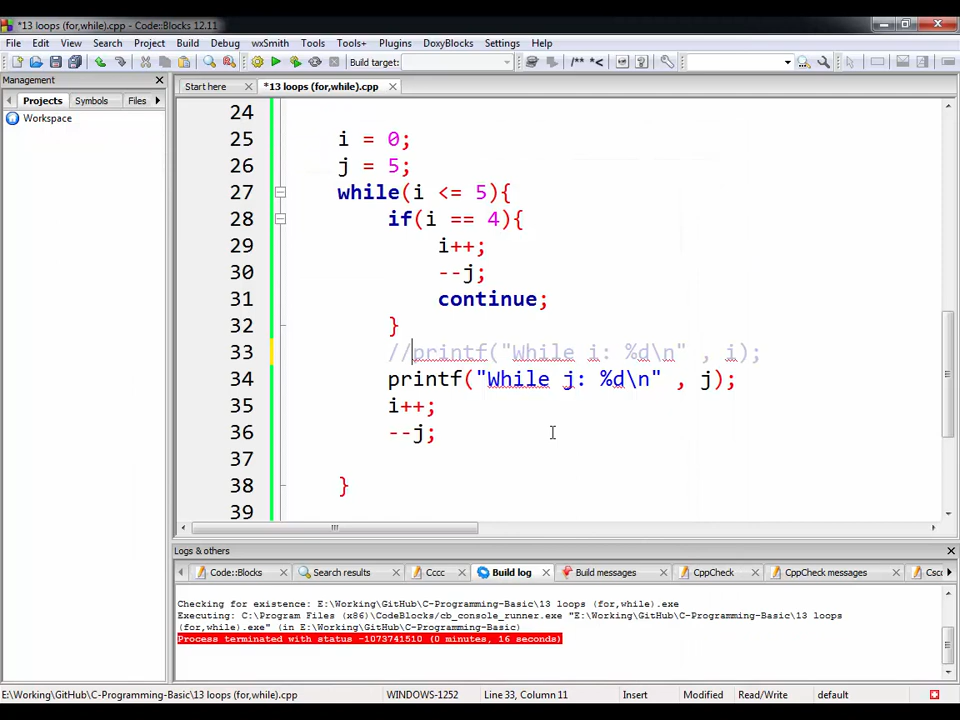 *13 loops (for,while).cpp - Code::Blocks 12.11
File Edit View Search Project Build Debug wxSmith Tools Tools+ Plugins DoxyBlocks Settings Help
Build target:
/** *<
Management
Start here
*13 loops (for,while).cpp
Projects Symbols Files
Workspace
24
25 i = 0;
26 j = 5;
27 while(i <= 5){
28 if(i == 4){
29 i++;
30 --j;
31 continue;
32 }
33 //printf("While i: %d\n" , i);
34 printf("While j: %d\n" , j);
35 i++;
36 --j;
37
38 }
39
Logs & others
Code::Blocks Search results Cccc Build log Build messages CppCheck CppCheck messages Csco
Checking for existence: E:\Working\GitHub\C-Programming-Basic\13 loops (for,while).exe
Executing: C:\Program Files (x86)\CodeBlocks/cb_console_runner.exe "E:\Working\GitHub\C-Programming-Basic\13 loops
(for,while).exe" (in E:\Working\GitHub\C-Programming-Basic)
Process terminated with status -1073741510 (0 minutes, 16 seconds)
E:\Working\GitHub\C-Programming-Basic\13 loops (for,while).cpp WINDOWS-1252 Line 33, Column 11 Insert Modified Read/Write default